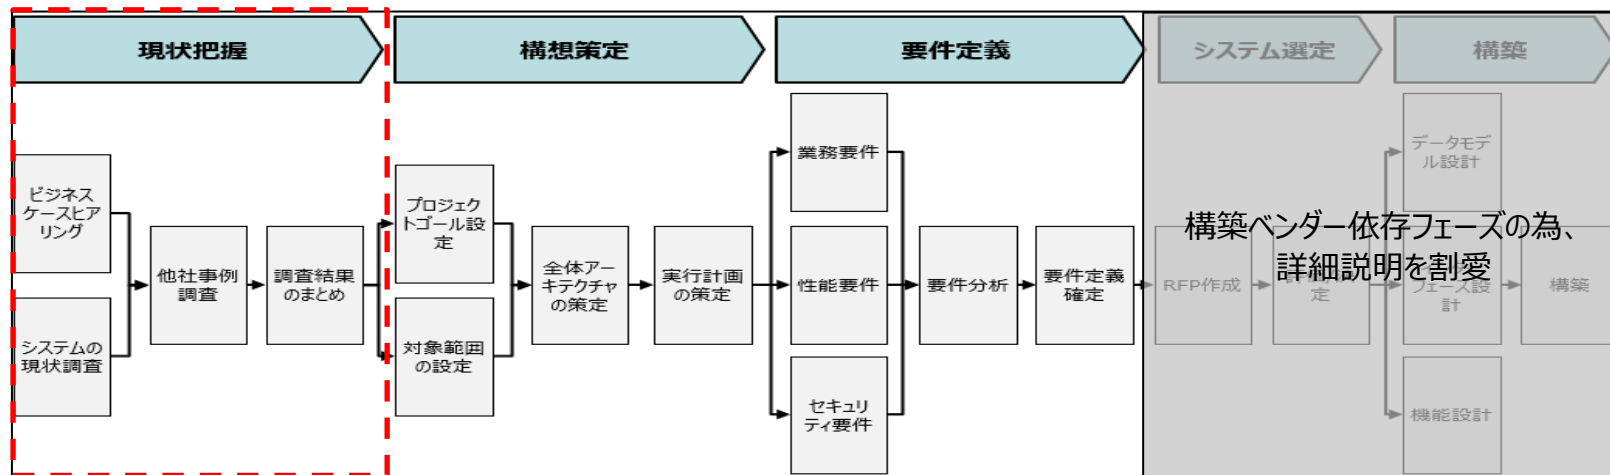 現状把握
構想策定
要件定義
システム選定
構築
ビジネス
ケースヒア
リング
システムの
現状調査
他社事例
調査
調査結果
のまとめ
プロジェク
トゴール設
定
対象範囲
の設定
全体アー
キテクチャ
の策定
実行計画
の策定
業務要件
性能要件
セキュリ
ティ要件
要件分析
要件定義
確定
構築ベンダー依存フェーズの為、
詳細説明を割愛
RFP作成
定
データモデ
ル設計
フェース設
計
機能設計
構築